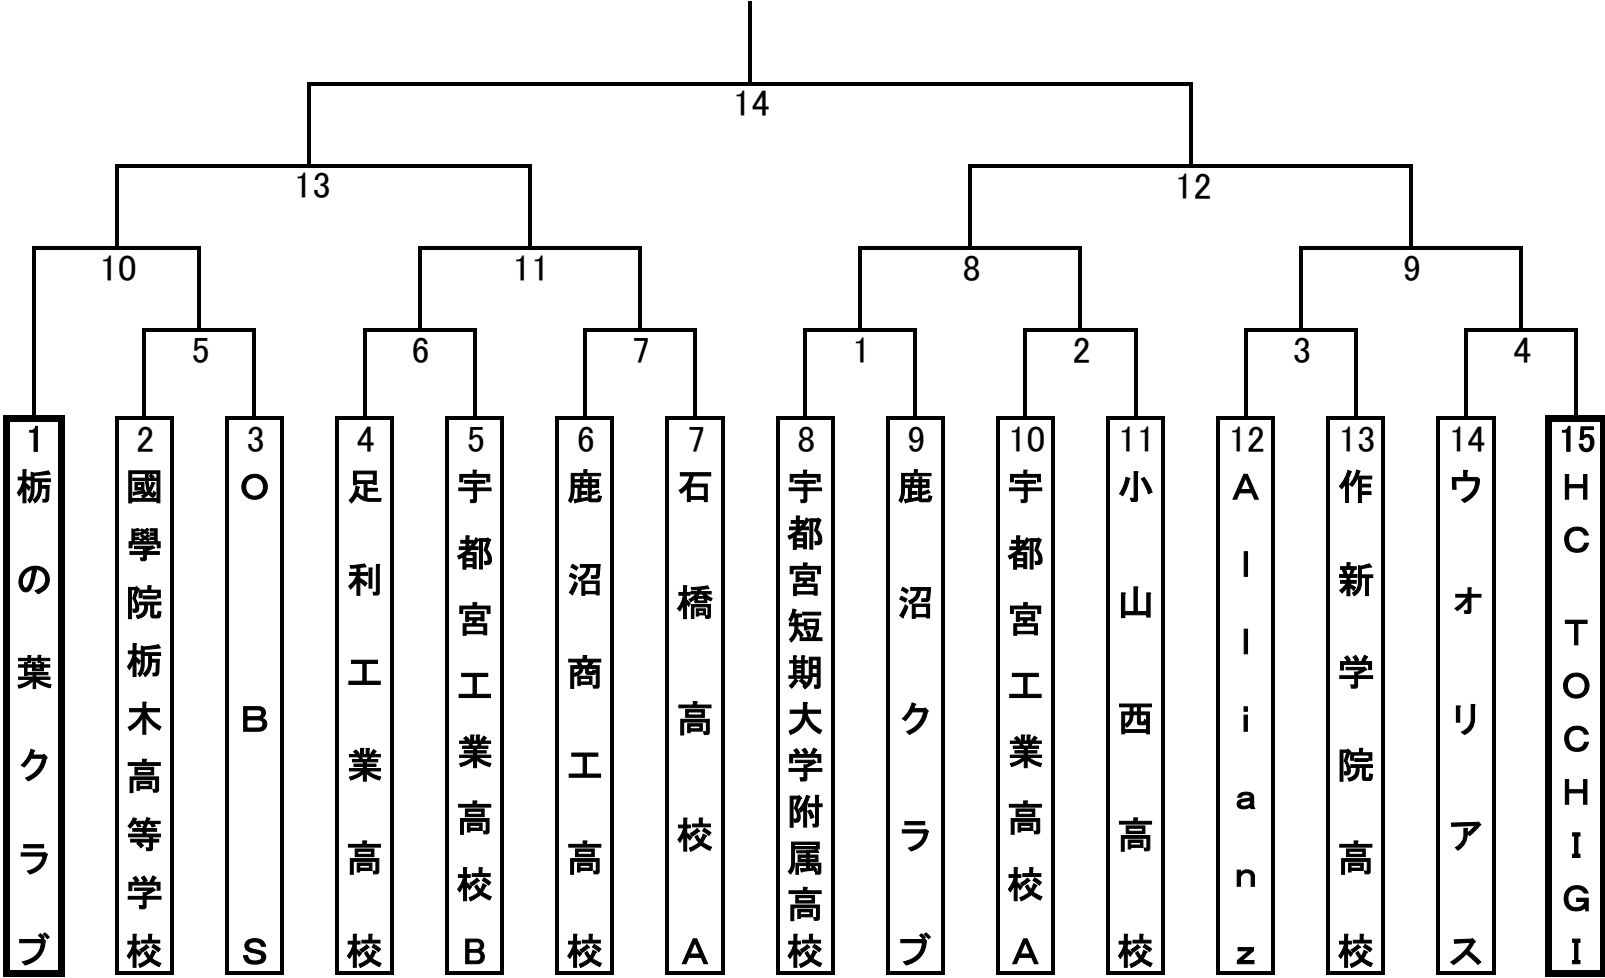 14
13
12
10
11
8
9
5
6
7
1
2
3
4
1 栃の葉クラブ
2 國學院栃木高等学校
3 ＯＢＳ
4 足利工業高校
5 宇都宮工業高校Ｂ
6 鹿沼商工高校
7 石橋高校Ａ
8 宇都宮短期大学附属高校
9 鹿沼クラブ
10 宇都宮工業高校Ａ
11 小山西高校
12 Ａｌｌｉａｎｚ
13 作新学院高校
14 ウォリアス
15 ＨＣ　ＴＯＣＨＩＧＩ